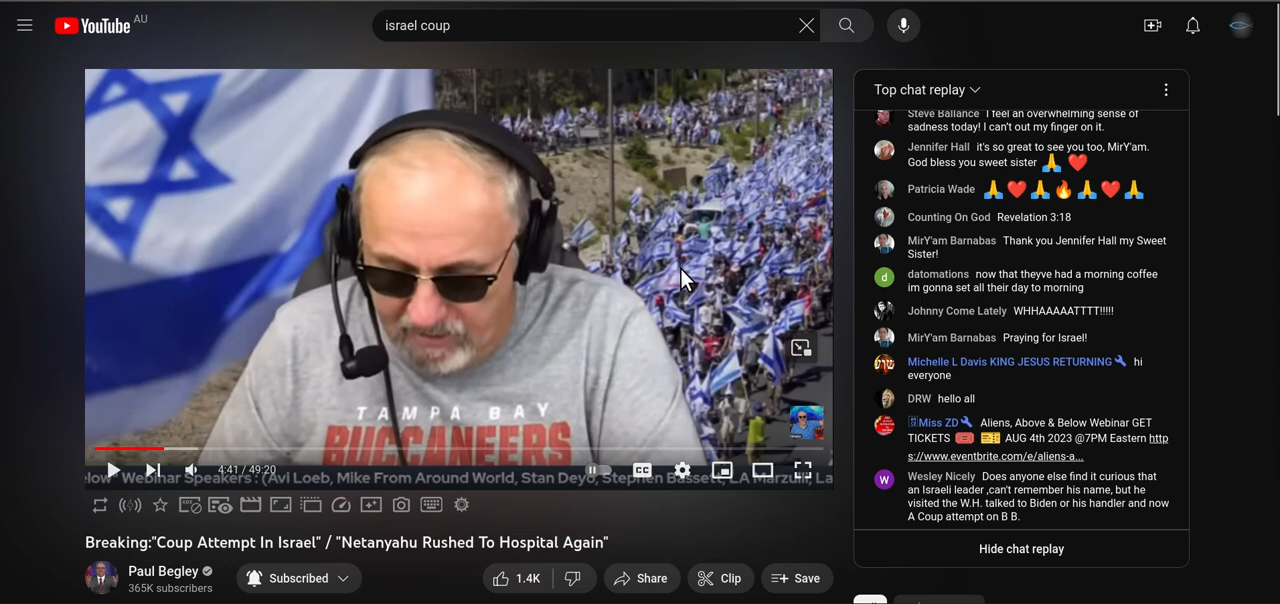 YouTube AU
israel coup
Top chat replay
Steve Ballance I feel an overwhelming sense of
sadness today! I can't out my finger on it.
Jennifer Hall it's so great to see you too, MirY'am.
God bless you sweet sister 🙏 ❤️
Patricia Wade 🙏❤️🙏🔥🙏❤️🙏
Counting On God Revelation 3:18
MirY'am Barnabas Thank you Jennifer Hall my Sweet
Sister!
d
datomations now that theyve had a morning coffee
im gonna set all their day to morning
Johnny Come Lately WHHAAAAATTTT!!!!!
MirY'am Barnabas Praying for Israel!
Michelle L Davis KING JESUS RETURNING hi
everyone
DRW hello all
Miss ZD Aliens, Above & Below Webinar GET
TICKETS 🎟️ 🎫 AUG 4th 2023 @7PM Eastern http
s://www.eventbrite.com/e/aliens-a...
W
Wesley Nicely Does anyone else find it curious that
an Israeli leader ,can't remember his name, but he
visited the W.H. talked to Biden or his handler and now
A Coup attempt on B B.
Hide chat replay
TAMPA BAY
BUCCANEERS
4:41 / 49:20
CC
elow" Webinar Speakers : (Avi Loeb, Mike From Around World, Stan Deyo, Stephen Bassett, LA Marzulli, La
Breaking:"Coup Attempt In Israel" / "Netanyahu Rushed To Hospital Again"
Paul Begley
365K subscribers
Subscribed
1.4K
Share
Clip
Save